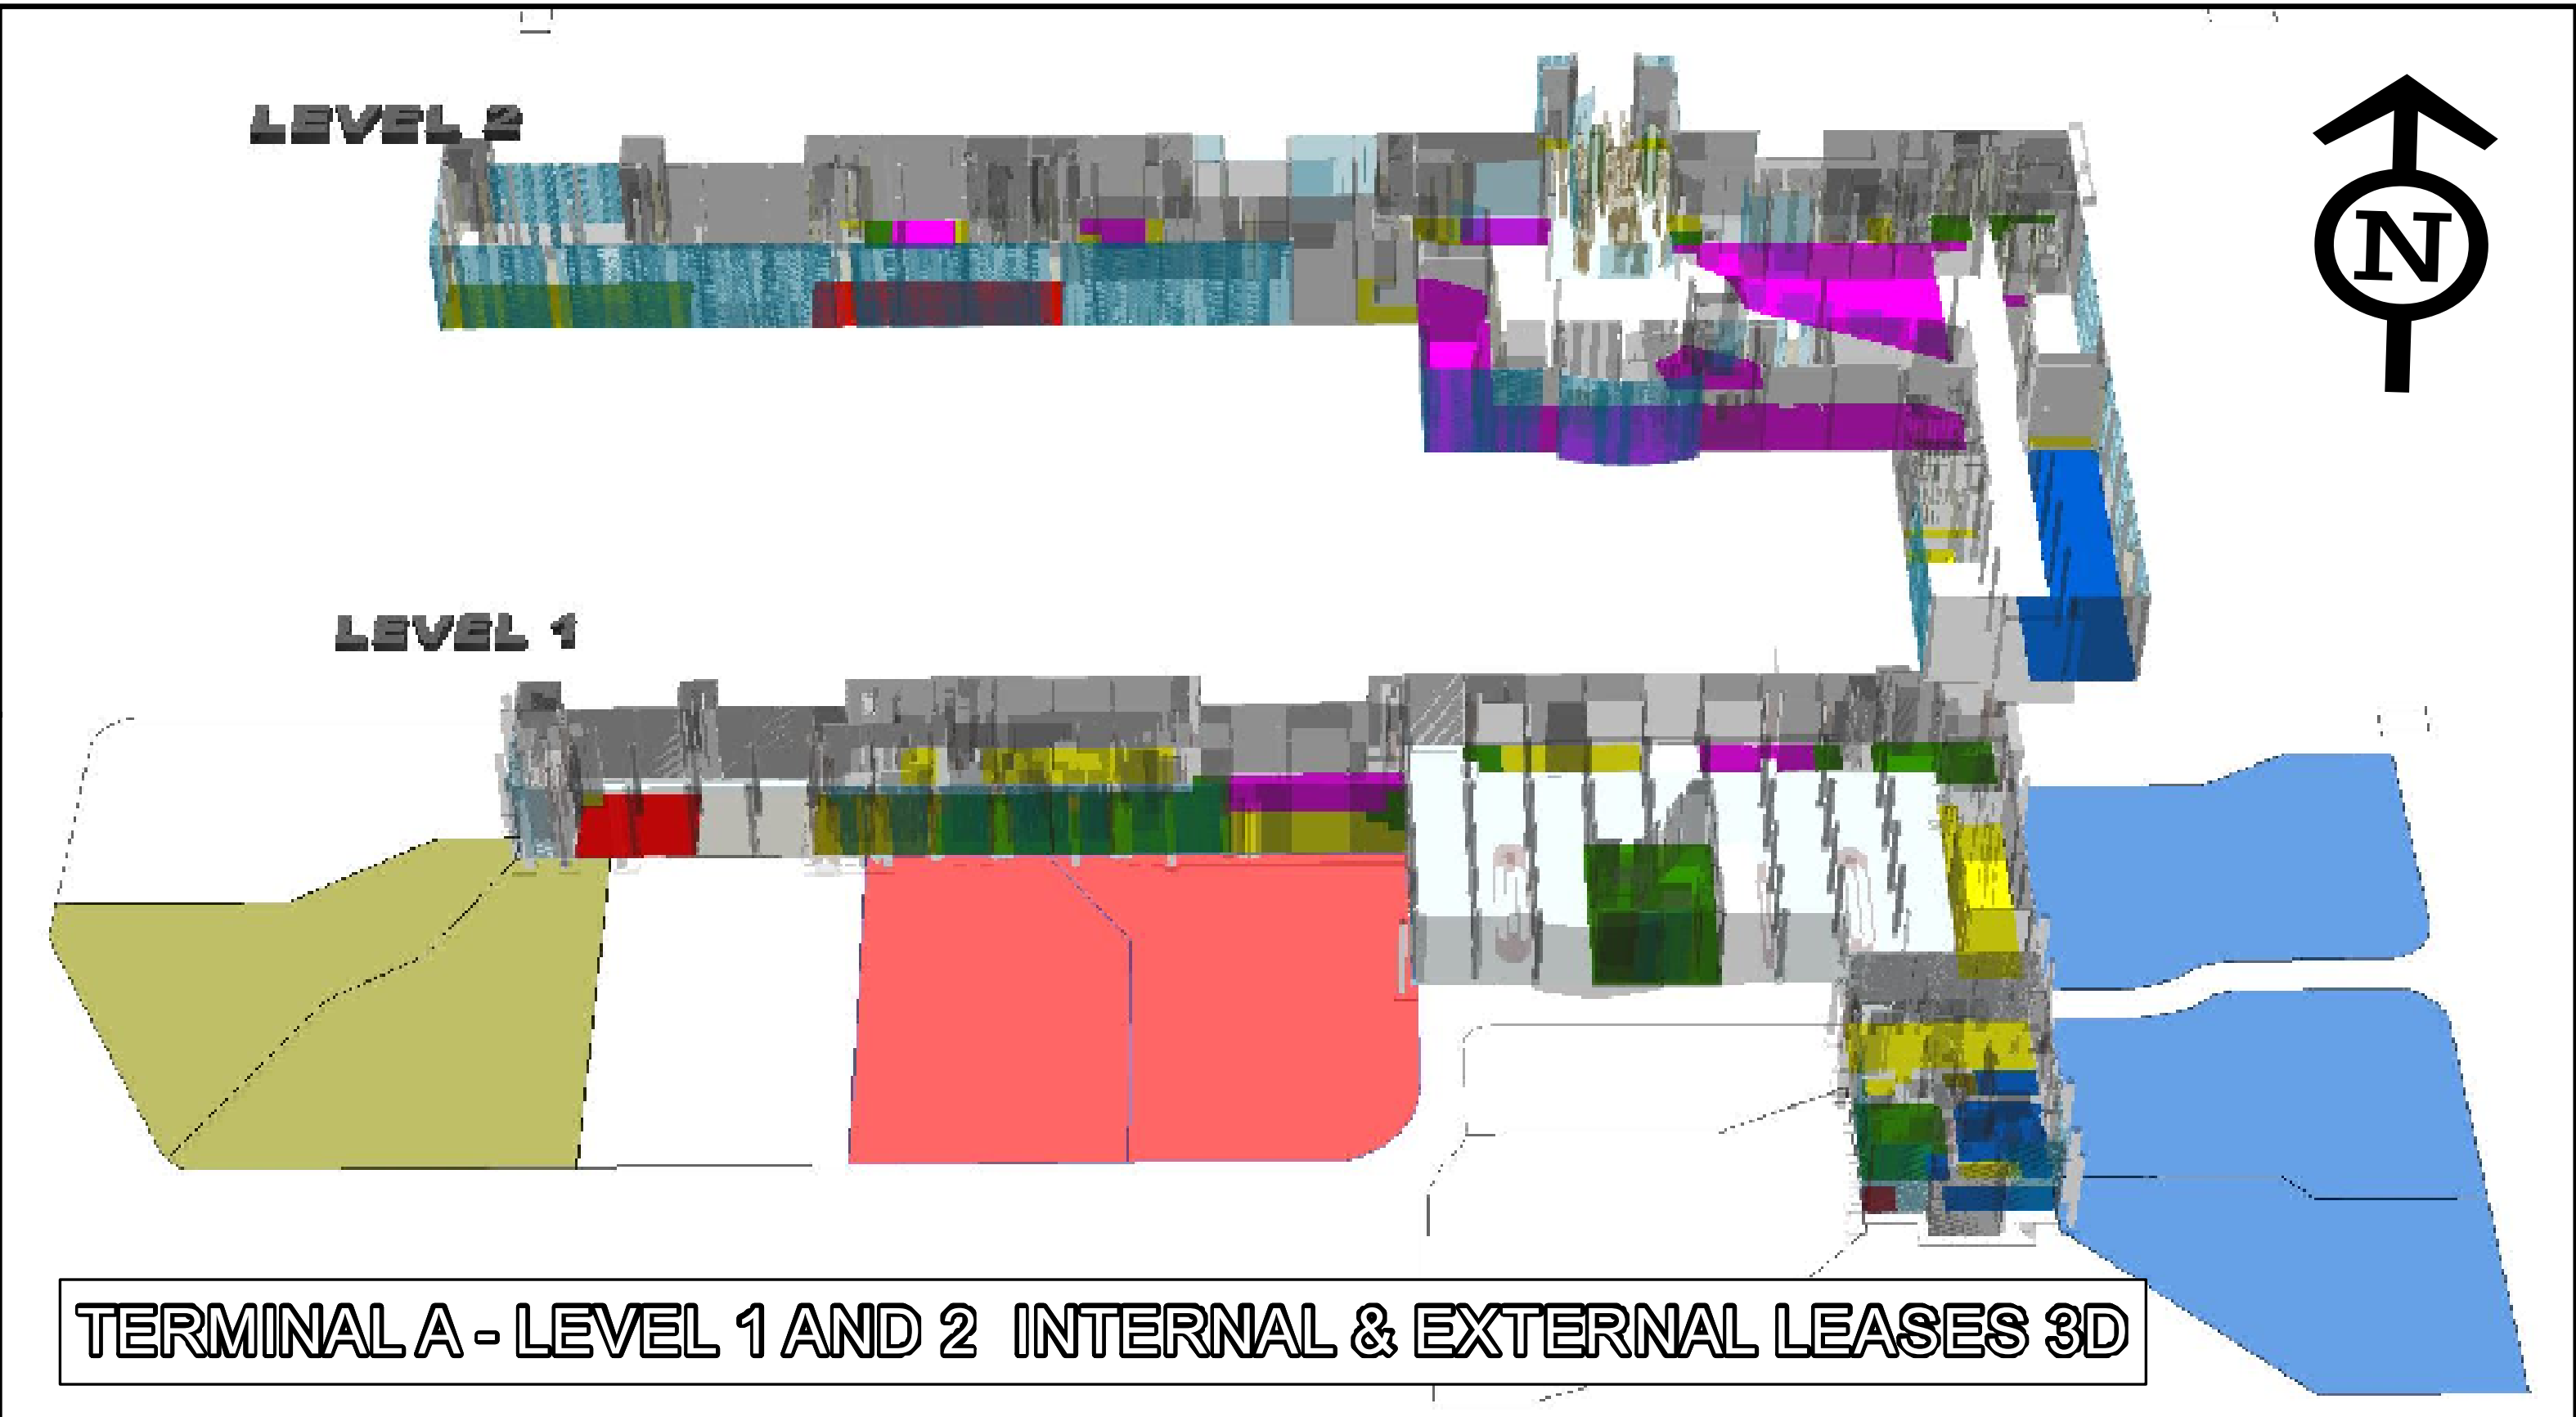 LEVEL 2
N
LEVEL 1
TERMINAL A - LEVEL 1 AND 2 INTERNAL & EXTERNAL LEASES 3D